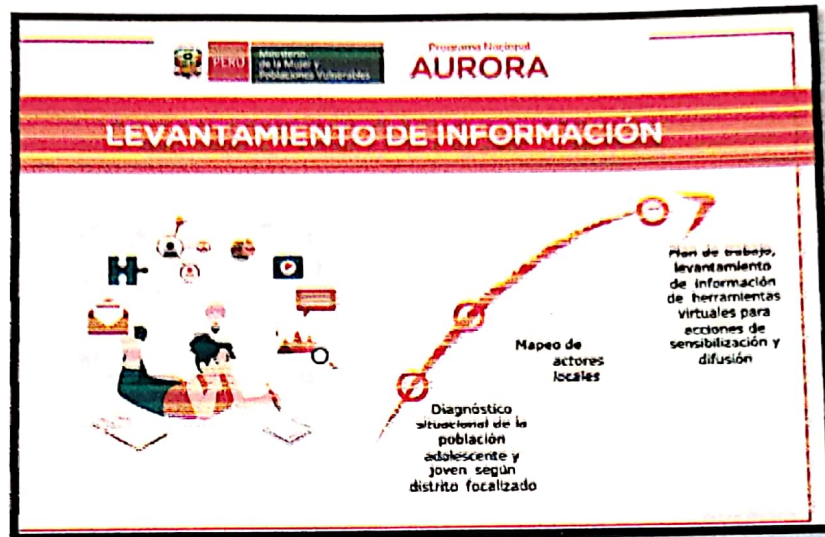 PERÚ
Ministerio
de la Mujer y
Poblaciones Vulnerables
Programa Nacional
AURORA
LEVANTAMIENTO DE INFORMACIÓN
Diagnóstico
situacional de la
población
adolescente y
joven según
distrito focalizado
Mapeo de
actores
locales
Plan de trabajo,
levantamiento
de información
de herramientas
virtuales para
acciones de
sensibilización y
difusión